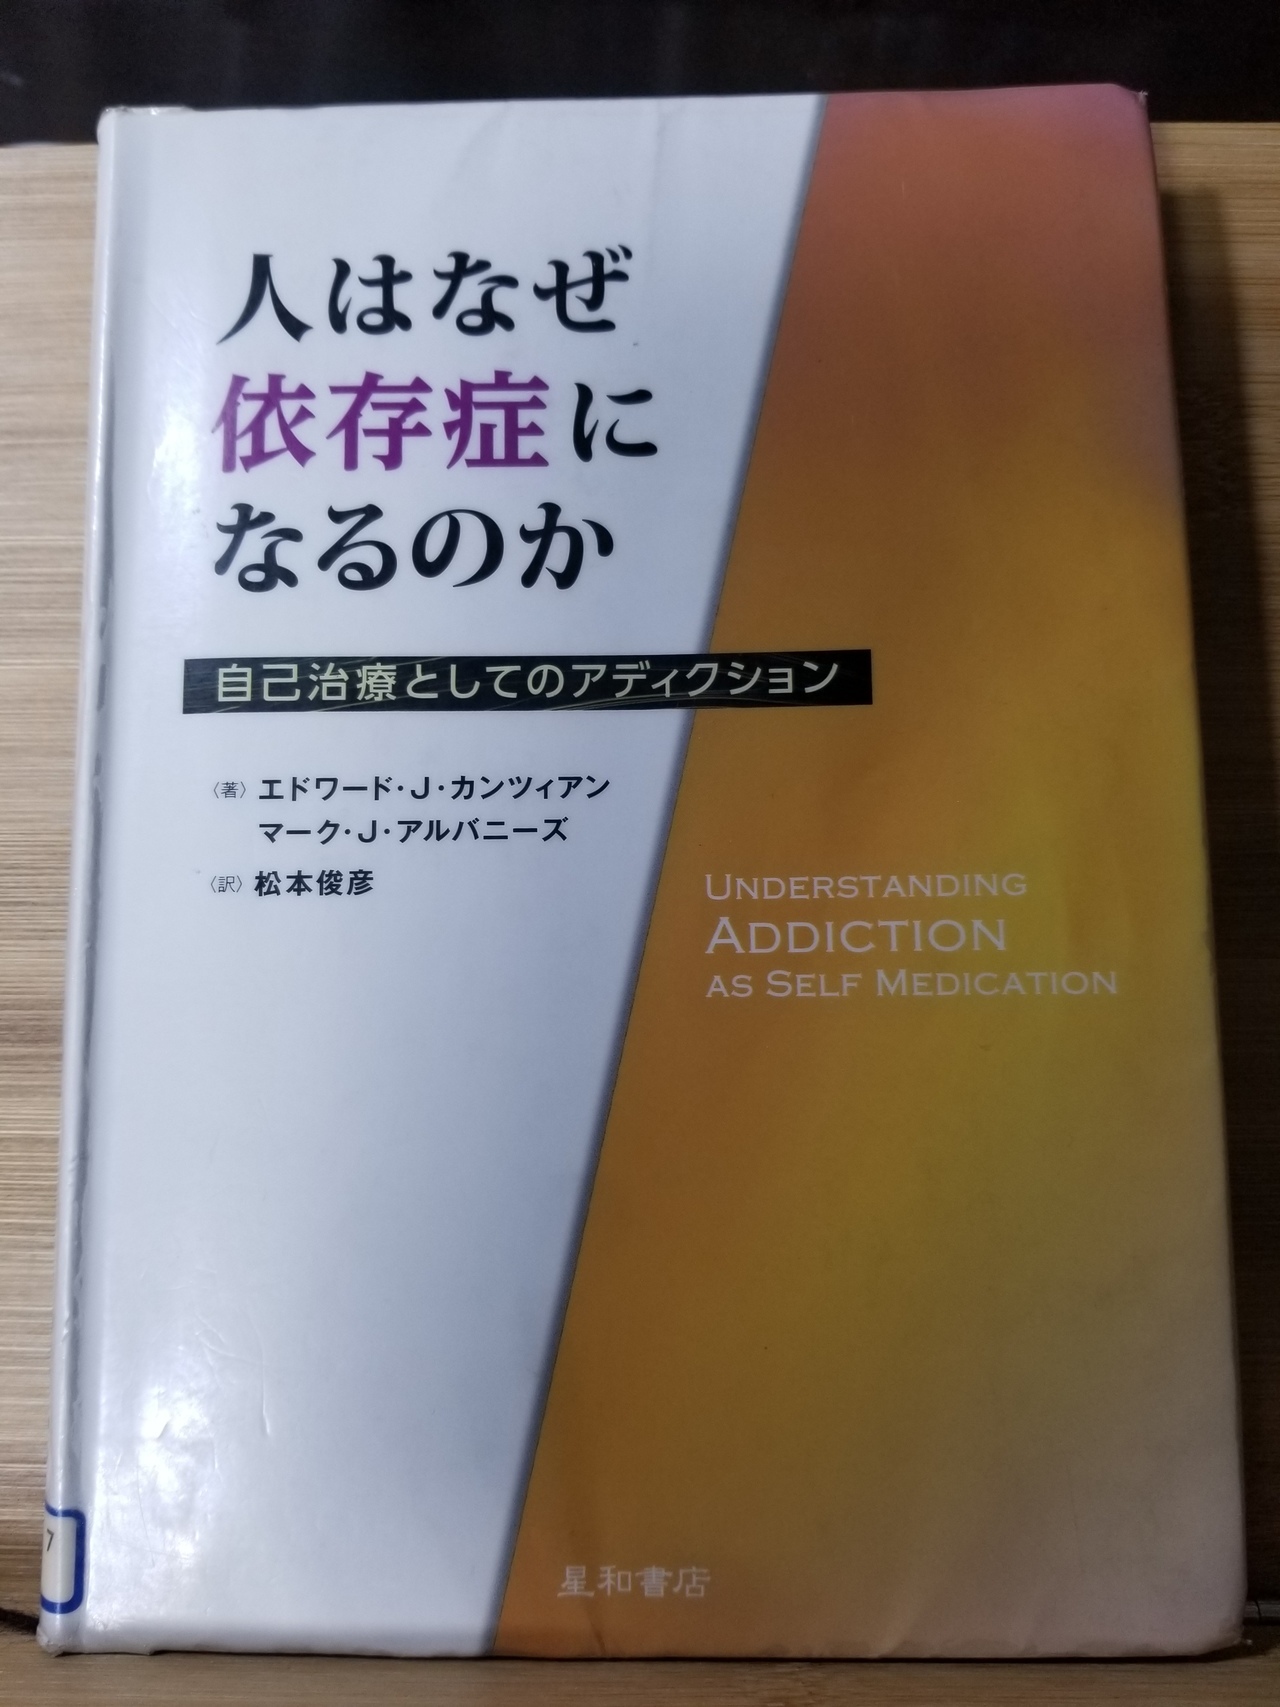 人はなぜ
依存症に
なるのか
自己治療としてのアディクション
〈著〉エドワード・J・カンツィアン
マーク・J・アルバニーズ
〈訳〉松本俊彦
UNDERSTANDING
ADDICTION
AS SELF MEDICATION
星和書店
7